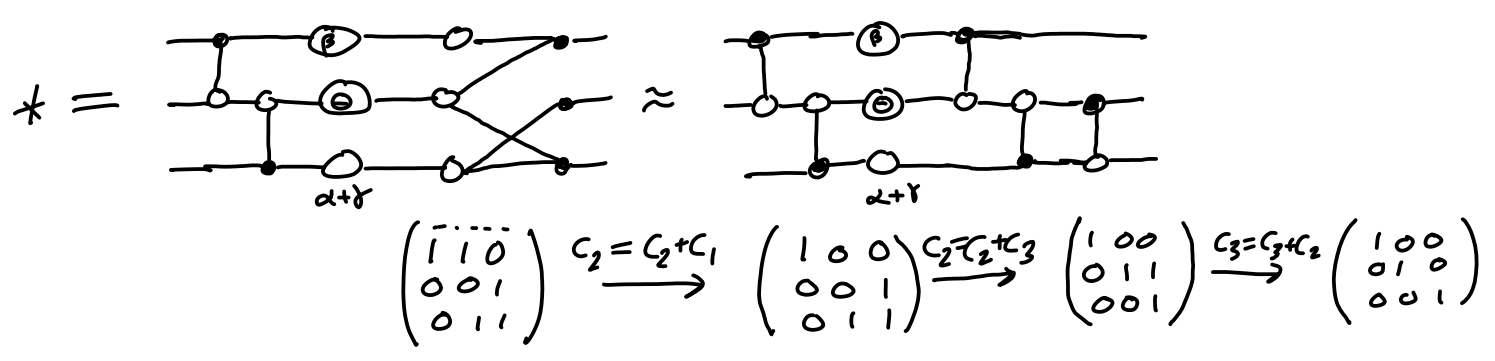 * = β θ α+γ ≈ β θ α+γ
( 1 1 0 C₂=C₂+C₁ ( 1 0 0 C₂=C₂+C₃ ( 1 0 0 C₃=C₃+C₂ ( 1 0 0
0 0 1 ) → 0 0 1 ) → 0 1 1 ) → 0 1 0 )
0 1 1 0 1 1 0 0 1 0 0 1